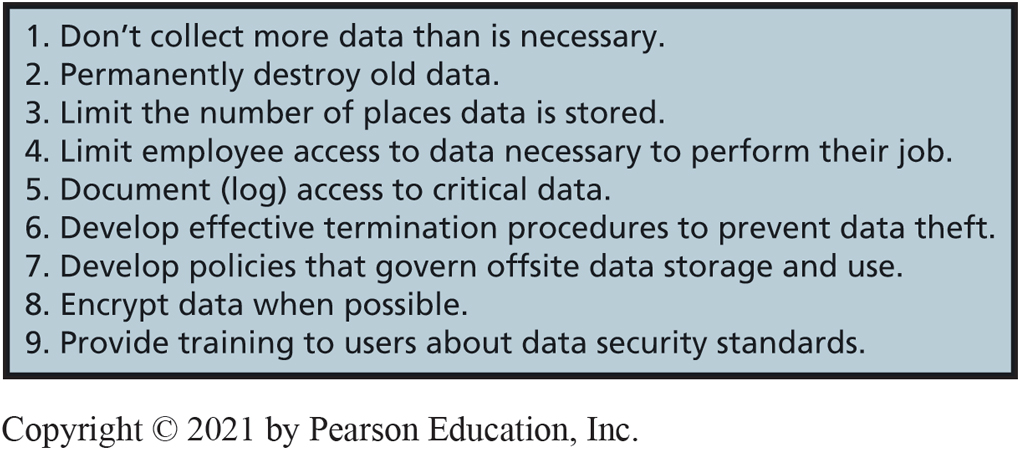 1. Don’t collect more data than is necessary.
2. Permanently destroy old data.
3. Limit the number of places data is stored.
4. Limit employee access to data necessary to perform their job.
5. Document (log) access to critical data.
6. Develop effective termination procedures to prevent data theft.
7. Develop policies that govern offsite data storage and use.
8. Encrypt data when possible.
9. Provide training to users about data security standards.
Copyright © 2021 by Pearson Education, Inc.